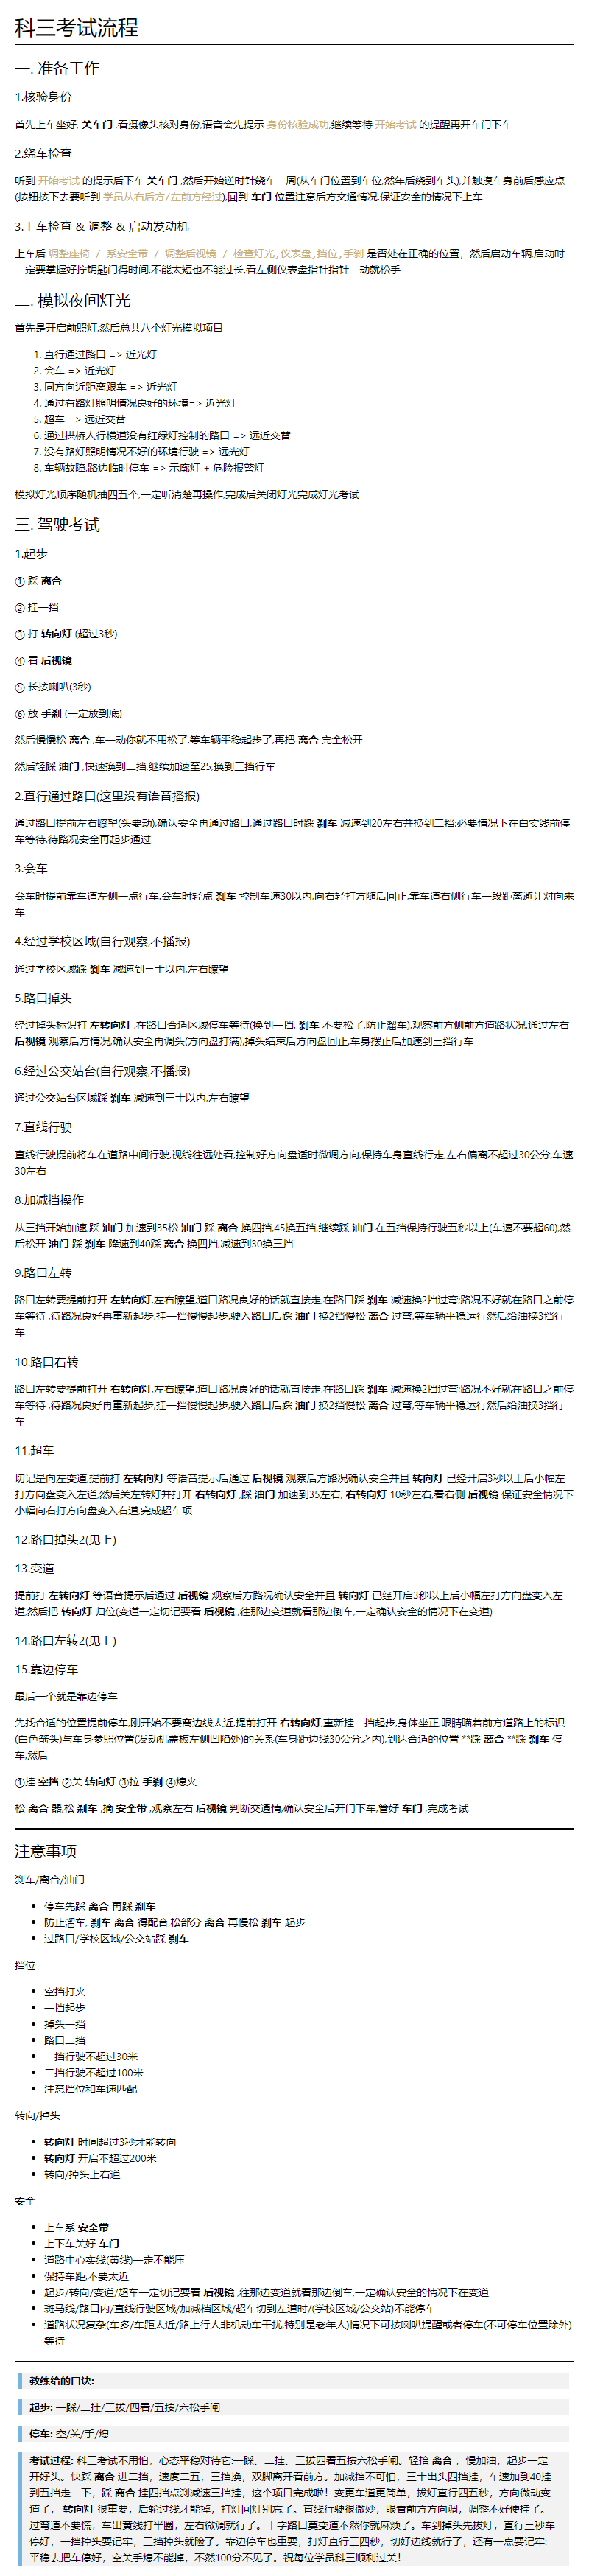 科三考试流程
一. 准备工作
1.核验身份
首先上车坐好, 关车门 ,看摄像头核对身份,语音会先提示 身份核验成功,继续等待 开始考试 的提醒再开车门下车
2.绕车检查
听到 开始考试 的提示后下车 关车门 ,然后开始逆时针绕车一周(从车门位置到车位,然年后绕到车头),并触摸车身前后感应点
(按钮按下去要听到 学员从右后方/左前方经过),回到 车门 位置注意后方交通情况,保证安全的情况下上车
3.上车检查 & 调整 & 启动发动机
上车后 调整座椅 / 系安全带 / 调整后视镜 / 检查灯光,仪表盘,挡位,手刹 是否处在正确的位置，然后启动车辆,启动时
一定要掌握好拧钥匙门得时间,不能太短也不能过长,看左侧仪表盘指针指针一动就松手
二. 模拟夜间灯光
首先是开启前照灯,然后总共八个灯光模拟项目
1. 直行通过路口 => 近光灯
2. 会车 => 近光灯
3. 同方向近距离跟车 => 近光灯
4. 通过有路灯照明情况良好的环境=> 近光灯
5. 超车 => 远近交替
6. 通过拱桥人行横道没有红绿灯控制的路口 => 远近交替
7. 没有路灯照明情况不好的环境行驶 => 远光灯
8. 车辆故障,路边临时停车 => 示廓灯 + 危险报警灯
模拟灯光顺序随机抽四五个,一定听清楚再操作,完成后关闭灯光完成灯光考试
三. 驾驶考试
1.起步
① 踩 离合
② 挂一挡
③ 打 转向灯 (超过3秒)
④ 看 后视镜
⑤ 长按喇叭(3秒)
⑥ 放 手刹 (一定放到底)
然后慢慢松 离合 ,车一动你就不用松了,等车辆平稳起步了,再把 离合 完全松开
然后轻踩 油门 ,快速换到二挡,继续加速至25,换到三挡行车
2.直行通过路口(这里没有语音播报)
通过路口提前左右瞭望(头要动),确认安全再通过路口,通过路口时踩 刹车 减速到20左右并换到二挡;必要情况下在白实线前停
车等待,待路况安全再起步通过
3.会车
会车时提前靠车道左侧一点行车,会车时轻点 刹车 控制车速30以内,向右轻打方随后回正,靠车道右侧行车一段距离避让对向来
车
4.经过学校区域(自行观察,不播报)
通过学校区域踩 刹车 减速到三十以内,左右瞭望
5.路口掉头
经过掉头标识打 左转向灯 ,在路口合适区域停车等待(换到一挡, 刹车 不要松了,防止溜车),观察前方侧前方道路状况,通过左右
后视镜 观察后方情况,确认安全再调头(方向盘打满),掉头结束后方向盘回正,车身摆正后加速到三挡行车
6.经过公交站台(自行观察,不播报)
通过公交站台区域踩 刹车 减速到三十以内,左右瞭望
7.直线行驶
直线行驶提前将车在道路中间行驶,视线往远处看,控制好方向盘适时微调方向,保持车身直线行走,左右偏离不超过30公分,车速
30左右
8.加减挡操作
从三挡开始加速,踩 油门 加速到35松 油门 踩 离合 换四挡,45换五挡,继续踩 油门 在五挡保持行驶五秒以上(车速不要超60),然
后松开 油门 踩 刹车 降速到40踩 离合 换四挡,减速到30换三挡
9.路口左转
路口左转要提前打开 左转向灯,左右瞭望,道口路况良好的话就直接走,在路口踩 刹车 减速换2挡过弯;路况不好就在路口之前停
车等待 ,待路况良好再重新起步,挂一挡慢慢起步,驶入路口后踩 油门 换2挡慢松 离合 过弯,等车辆平稳运行然后给油换3挡行
车
10.路口右转
路口左转要提前打开 右转向灯,左右瞭望,道口路况良好的话就直接走,在路口踩 刹车 减速换2挡过弯;路况不好就在路口之前停
车等待 ,待路况良好再重新起步,挂一挡慢慢起步,驶入路口后踩 油门 换2挡慢松 离合 过弯,等车辆平稳运行然后给油换3挡行
车
11.超车
切记是向左变道,提前打 左转向灯 等语音提示后通过 后视镜 观察后方路况确认安全并且 转向灯 已经开启3秒以上后小幅左
打方向盘变入左道,然后关左转灯并打开 右转向灯 ,踩 油门 加速到35左右, 右转向灯 10秒左右,看右侧 后视镜 保证安全情况下
小幅向右打方向盘变入右道,完成超车项
12.路口掉头2(见上)
13.变道
提前打 左转向灯 等语音提示后通过 后视镜 观察后方路况确认安全并且 转向灯 已经开启3秒以上后小幅左打方向盘变入左
道,然后把 转向灯 归位(变道一定切记要看 后视镜 ,往那边变道就看那边倒车,一定确认安全的情况下在变道)
14.路口左转2(见上)
15.靠边停车
最后一个就是靠边停车
先找合适的位置提前停车,刚开始不要离边线太近,提前打开 右转向灯,重新挂一挡起步,身体坐正,眼睛瞄着前方道路上的标识
(白色箭头)与车身参照位置(发动机盖板左侧凹陷处)的关系(车身距边线30公分之内),到达合适的位置 **踩 离合 **踩 刹车 停
车,然后
①挂 空挡 ②关 转向灯 ③拉 手刹 ④熄火
松 离合 器,松 刹车 ,摘 安全带 ,观察左右 后视镜 判断交通情,确认安全后开门下车,管好 车门 ,完成考试
注意事项
刹车/离合/油门
• 停车先踩 离合 再踩 刹车
• 防止溜车, 刹车 离合 得配合,松部分 离合 再慢松 刹车 起步
• 过路口/学校区域/公交站踩 刹车
挡位
• 空挡打火
• 一挡起步
• 掉头一挡
• 路口二挡
• 一挡行驶不超过30米
• 二挡行驶不超过100米
• 注意挡位和车速匹配
转向/掉头
• 转向灯 时间超过3秒才能转向
• 转向灯 开启不超过200米
• 转向/掉头上右道
安全
• 上车系 安全带
• 上下车关好 车门
• 道路中心实线(黄线)一定不能压
• 保持车距,不要太近
• 起步/转向/变道/超车一定切记要看 后视镜 ,往那边变道就看那边倒车,一定确认安全的情况下在变道
• 斑马线/路口内/直线行驶区域/加减档区域/超车切到左道时/(学校区域/公交站)不能停车
• 道路状况复杂(车多/车距太近/路上行人非机动车干扰,特别是老年人)情况下可按喇叭提醒或者停车(不可停车位置除外)
等待
教练给的口诀:
起步: 一踩/二挂/三拔/四看/五按/六松手闸
停车: 空/关/手/熄
考试过程: 科三考试不用怕，心态平稳对待它;一踩、二挂、三拔四看五按六松手闸。轻抬 离合 ，慢加油，起步一定
开好头。快踩 离合 进二挡，速度二五，三挡换，双脚离开看前方。加减挡不可怕，三十出头四挡挂，车速加到40挂
到五挡走一下，踩 离合 挂四挡点刹减速三挡挂，这个项目完成啦！变更车道更简单，拔灯直行四五秒，方向微动变
道了， 转向灯 很重要，后轮过线才能掉，打灯回灯别忘了。直线行驶很微妙，眼看前方方向调，调整不好便挂了。
过弯道不要慌，车出黄线打半圈，左右微调就行了。十字路口莫变道不然你就麻烦了。车到掉头先拔灯，直行三秒车
停好，一挡掉头要记牢，三挡掉头就险了。靠边停车也重要，打灯直行三四秒，切好边线就行了，还有一点要记牢:
平稳去把车停好，空关手熄不能掉，不然100分不见了。祝每位学员科三顺利过关！